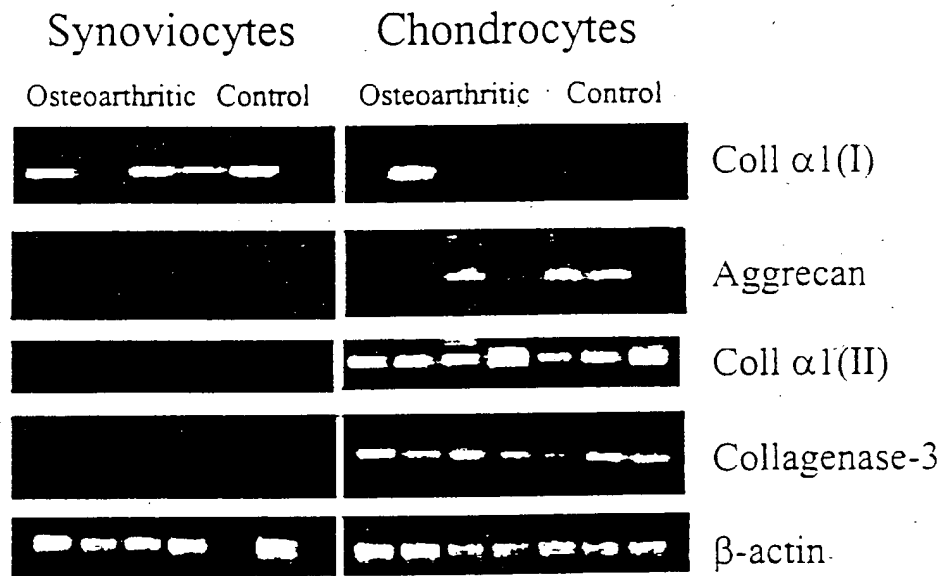 Synoviocytes Chondrocytes
Osteoarthritic Control Osteoarthritic Control
Coll α1(I)
Aggrecan
Coll α1(II)
Collagenase-3
β-actin